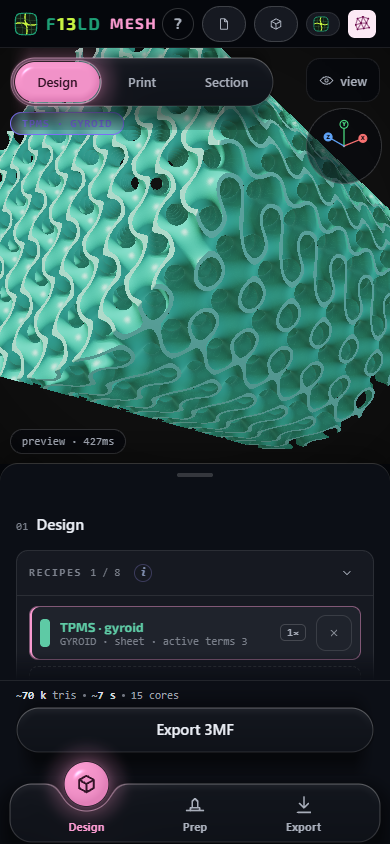 F13LD MESH ?
Design Print Section
view
TPMS · GYROID
Y
Z X
preview · 427ms
01 Design
RECIPES 1 / 8 i
TPMS · gyroid
1×
GYROID · sheet · active terms 3
~70 k tris • ~7 s • 15 cores
Export 3MF
Design Prep Export